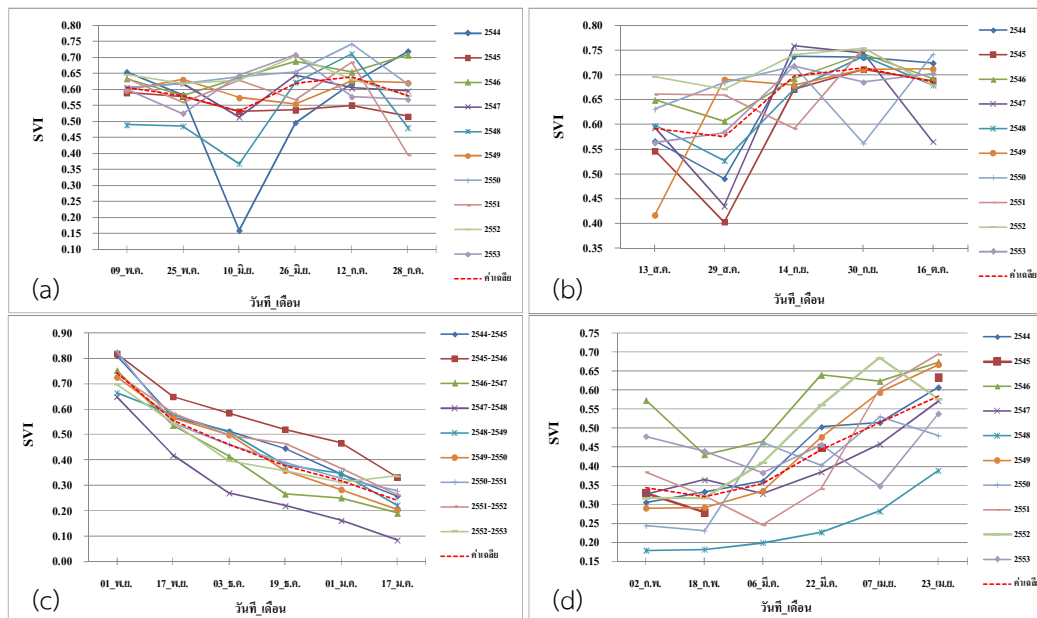 0.80
0.75
0.70
0.65
0.60
0.55
0.50
0.45
0.40
0.35
0.30
0.25
0.20
0.15
0.10
SVI
09_พ.ค.
25_พ.ค.
10_มิ.ย.
26_มิ.ย.
12_ก.ค.
28_ก.ค.
วันที่_เดือน
(a)
2544
2545
2546
2547
2548
2549
2550
2551
2552
2553
ค่าเฉลี่ย
0.80
0.75
0.70
0.65
0.60
0.55
0.50
0.45
0.40
0.35
SVI
13_ส.ค.
29_ส.ค.
14_ก.ย.
30_ก.ย.
16_ต.ค.
วันที่_เดือน
(b)
2544
2545
2546
2547
2548
2549
2550
2551
2552
2553
ค่าเฉลี่ย
0.90
0.80
0.70
0.60
0.50
0.40
0.30
0.20
0.10
0.00
SVI
01_พ.ย.
17_พ.ย.
03_ธ.ค.
19_ธ.ค.
01_ม.ค.
17_ม.ค.
วันที่_เดือน
(c)
2544-2545
2545-2546
2546-2547
2547-2548
2548-2549
2549-2550
2550-2551
2551-2552
2552-2553
ค่าเฉลี่ย
0.75
0.70
0.65
0.60
0.55
0.50
0.45
0.40
0.35
0.30
0.25
0.20
0.15
SVI
02_ก.พ.
18_ก.พ.
06_มี.ค.
22_มี.ค.
07_เม.ย.
23_เม.ย.
วันที่_เดือน
(d)
2544
2545
2546
2547
2548
2549
2550
2551
2552
2553
ค่าเฉลี่ย